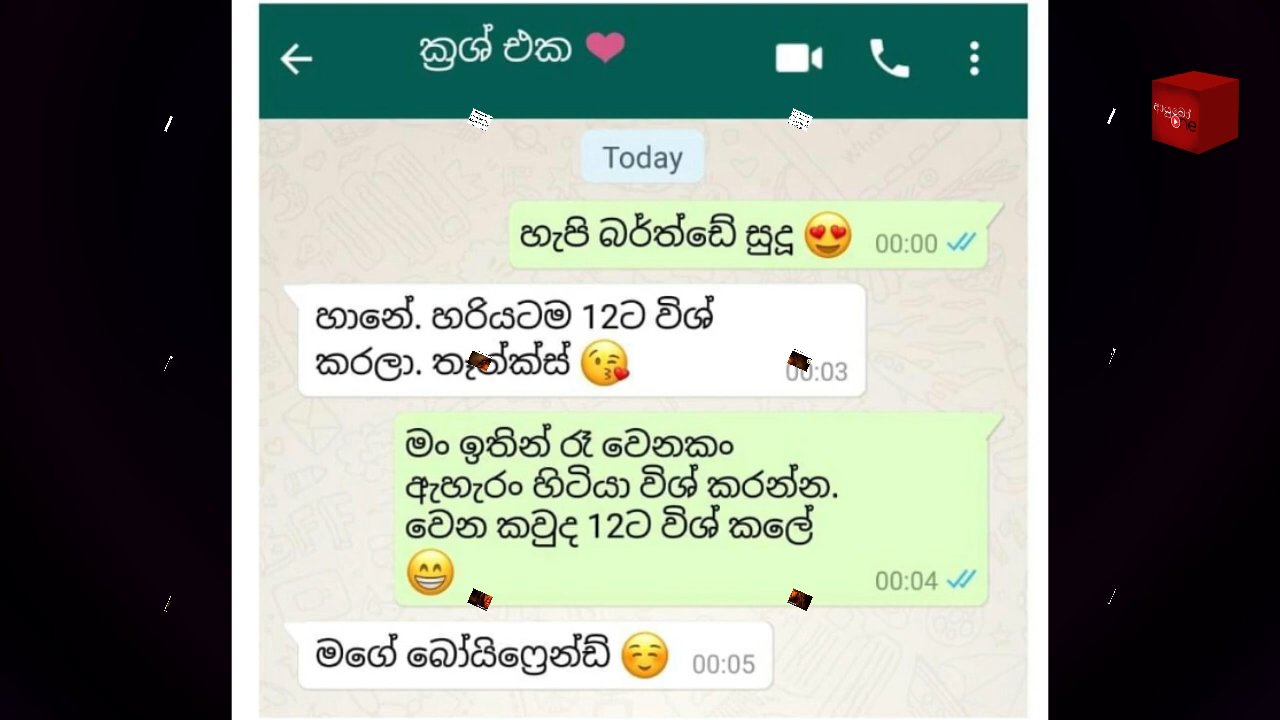 ක්‍රශ් එක ❤
Today
හැපි බර්ත්ඩේ සුදූ 😍 00:00
හානේ. හරියටම 12ට විශ්
කරලා. තැන්ක්ස් 😘 00:03
මං ඉතින් රෑ වෙනකං
ඇහැරං හිටියා විශ් කරන්න.
වෙන කවුද 12ට විශ් කලේ
😁 00:04
මගේ බෝයිෆ්‍රෙන්ඩ් ☺ 00:05